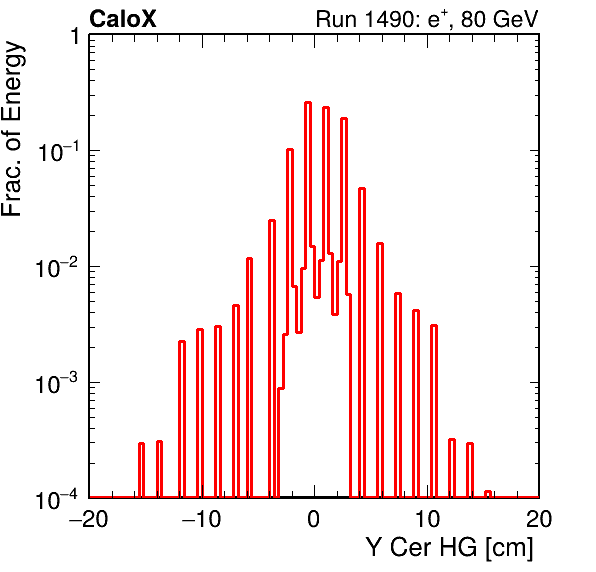 CaloX Run 1490: e⁺, 80 GeV
Frac. of Energy
1
10⁻¹
10⁻²
10⁻³
10⁻⁴
−20 −10 0 10 20
Y Cer HG [cm]